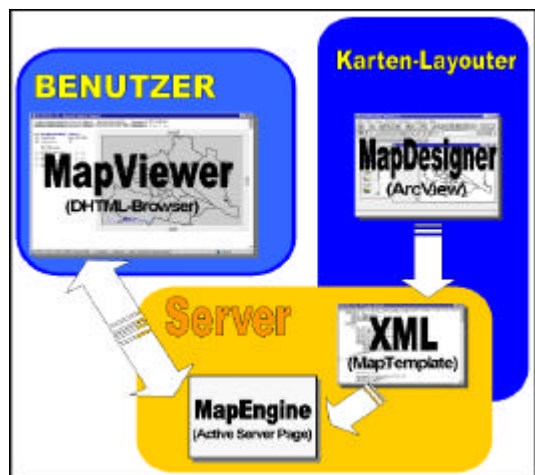 BENUTZER
MapViewer
(DHTML-Browser)
Karten-Layouter
MapDesigner
(ArcView)
Server
XML
(MapTemplate)
MapEngine
(Active Server Page)